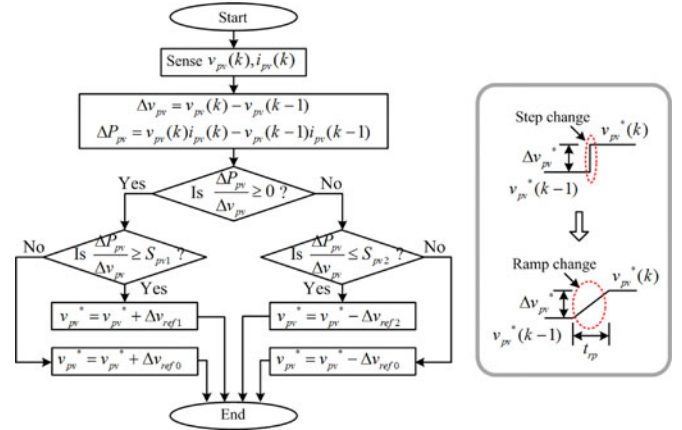 Start
Sense v_pv(k), i_pv(k)
Δv_pv = v_pv(k) − v_pv(k−1)
ΔP_pv = v_pv(k)i_pv(k) − v_pv(k−1)i_pv(k−1)
Yes
Is ΔP_pv/Δv_pv ≥ 0 ?
No
No
Is ΔP_pv/Δv_pv ≥ S_pv1 ?
Is ΔP_pv/Δv_pv ≤ S_pv2 ?
No
Yes
Yes
v_pv* = v_pv* + Δv_ref1
v_pv* = v_pv* − Δv_ref2
v_pv* = v_pv* + Δv_ref0
v_pv* = v_pv* − Δv_ref0
End
Step change
v_pv*(k)
Δv_pv*
v_pv*(k−1)
Ramp change
v_pv*(k)
Δv_pv*
v_pv*(k−1)
t_rp